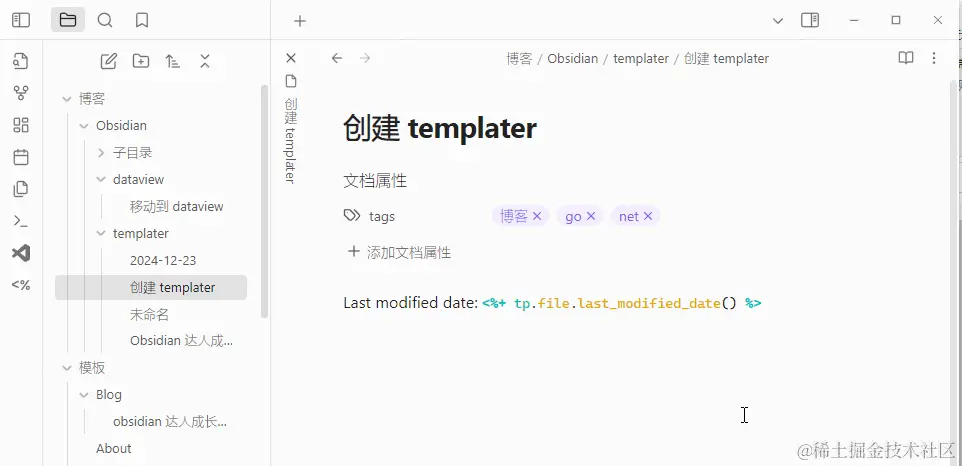 博客
Obsidian
子目录
dataview
移动到 dataview
templater
2024-12-23
创建 templater
未命名
Obsidian 达人成...
模板
Blog
obsidian 达人成长...
About
<%
创建 templater
博客 / Obsidian / templater / 创建 templater
创建 templater
文档属性
tags 博客 × go × net ×
+ 添加文档属性
Last modified date: <%+ tp.file.last_modified_date() %>
@稀土掘金技术社区